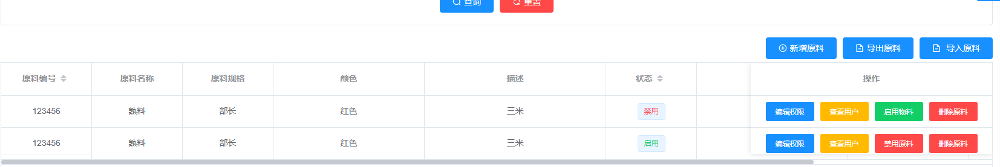 查询 重置
新增原料 导出原料 导入原料
原料编号 原料名称 原料规格 颜色 描述 状态 操作
123456 熟料 部长 红色 三米 禁用 编辑权限 查看用户 启用物料 删除原料
123456 熟料 部长 红色 三米 启用 编辑权限 查看用户 禁用原料 删除原料